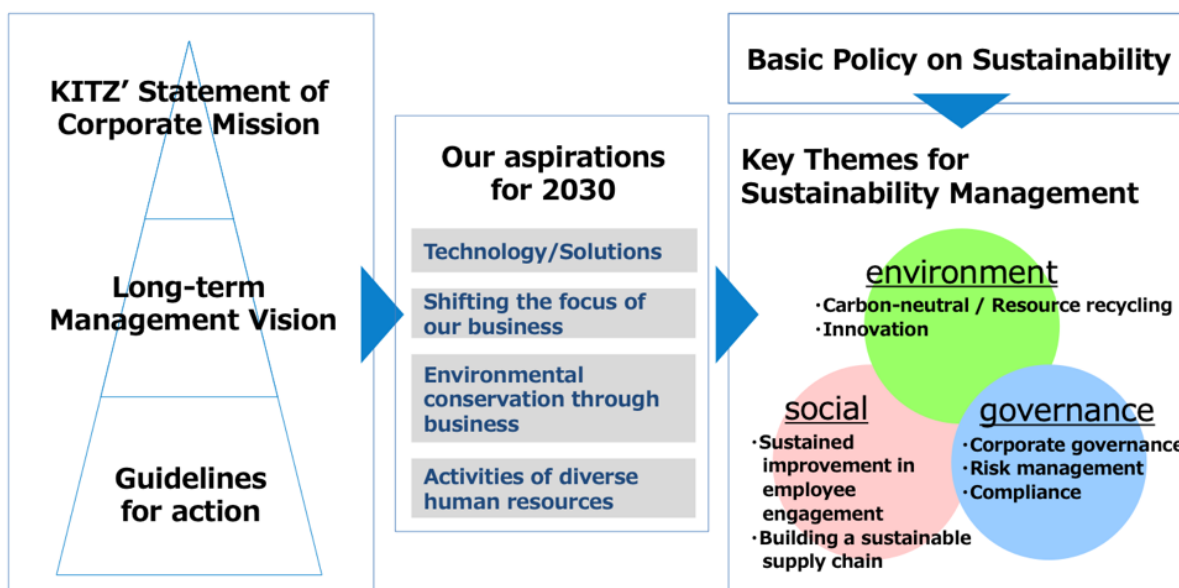 KITZ’ Statement of
Corporate Mission
Long-term
Management Vision
Guidelines
for action
Our aspirations
for 2030
Technology/Solutions
Shifting the focus of
our business
Environmental
conservation through
business
Activities of diverse
human resources
Basic Policy on Sustainability
Key Themes for
Sustainability Management
environment
・Carbon-neutral / Resource recycling
・Innovation
social
・Sustained
improvement in
employee
engagement
・Building a sustainable
supply chain
governance
・Corporate governance
・Risk management
・Compliance